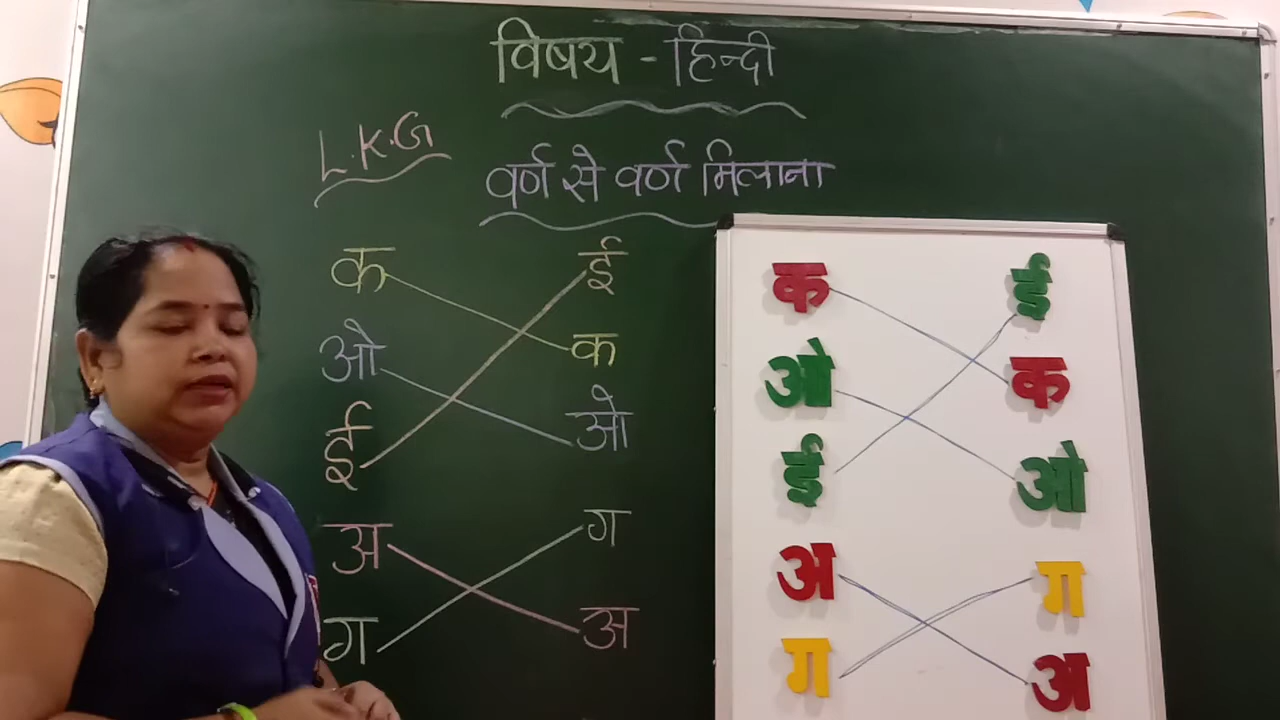 विषय - हिन्दी
L.K.G
वर्ण से वर्ण मिलाना
क ई
ओ क
ई ओ
अ ग
ग अ
क ई
ओ क
ई ओ
अ ग
ग अ